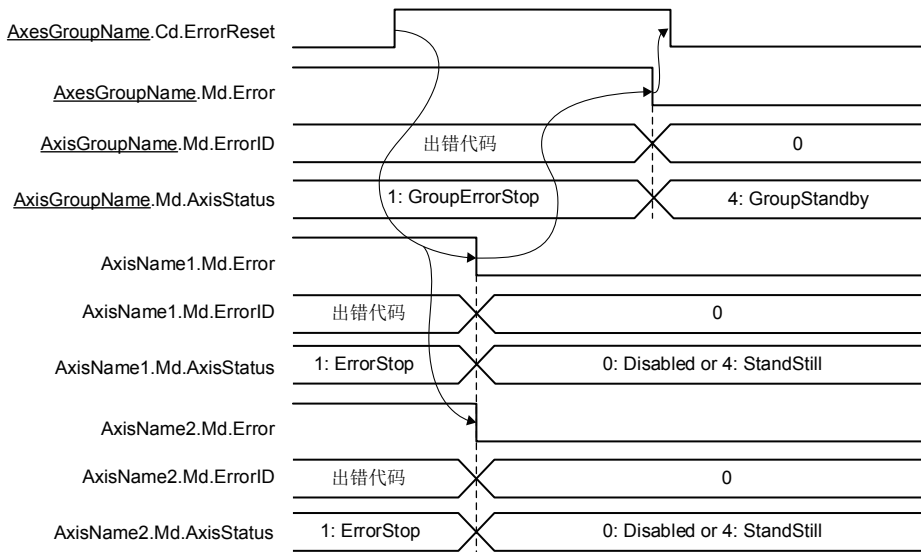 AxesGroupName.Cd.ErrorReset
AxesGroupName.Md.Error
AxisGroupName.Md.ErrorID 出错代码 0
AxisGroupName.Md.AxisStatus 1: GroupErrorStop 4: GroupStandby
AxisName1.Md.Error
AxisName1.Md.ErrorID 出错代码 0
AxisName1.Md.AxisStatus 1: ErrorStop 0: Disabled or 4: StandStill
AxisName2.Md.Error
AxisName2.Md.ErrorID 出错代码 0
AxisName2.Md.AxisStatus 1: ErrorStop 0: Disabled or 4: StandStill